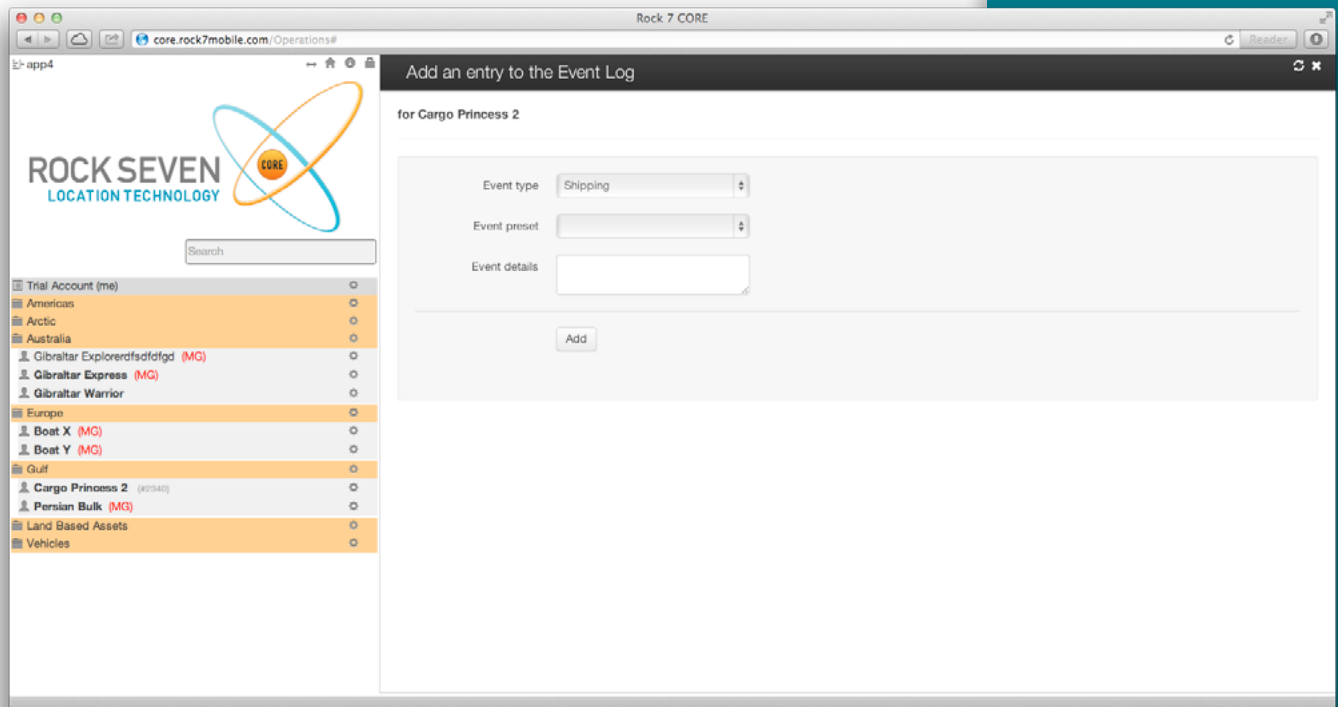 Rock 7 CORE
core.rock7mobile.com/Operations#
Reader
app4
Add an entry to the Event Log
for Cargo Princess 2
ROCK SEVEN
CORE
LOCATION TECHNOLOGY
Event type Shipping
Event preset
Event details
Add
Search
Trial Account (me)
Americas
Arctic
Australia
Gibraltar Explorerdfsdfdfgd (MG)
Gibraltar Express (MG)
Gibraltar Warrior
Europe
Boat X (MG)
Boat Y (MG)
Gulf
Cargo Princess 2 (#2340)
Persian Bulk (MG)
Land Based Assets
Vehicles